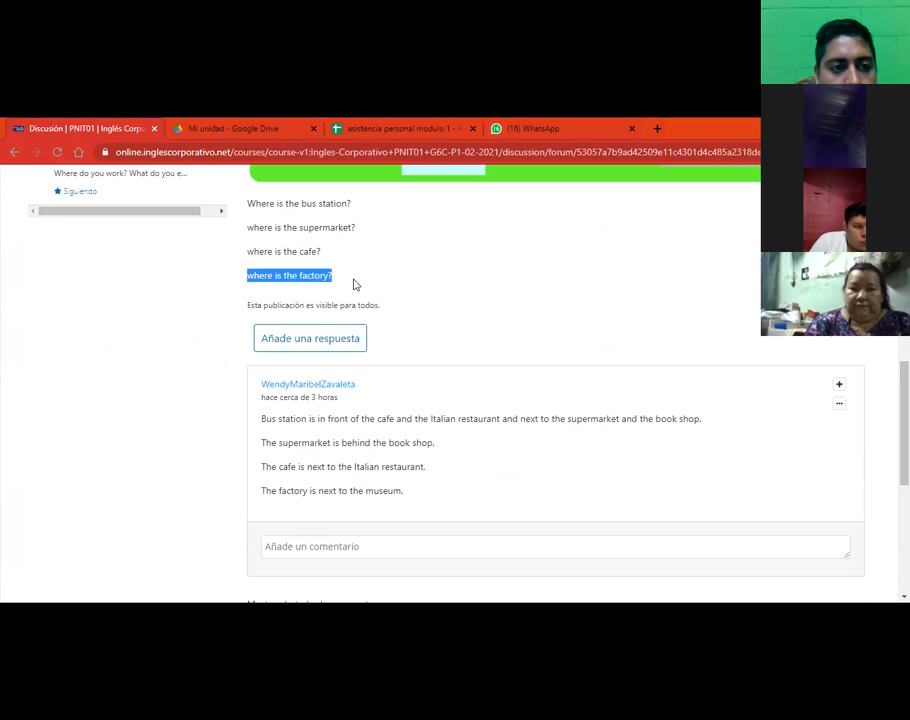 Discusión | PNIT01 | Inglés Corpo
Mi unidad - Google Drive
asistencia personal modulo 1 -
(16) WhatsApp
online.inglescorporativo.net/courses/course-v1:Ingles-Corporativo+PNIT01+G6C-P1-02-2021/discussion/forum/53057a7b9ad42509e11c4301d4c485a2318de
Where do you work? What do you e...
Siguiendo
Where is the bus station?
where is the supermarket?
where is the cafe?
where is the factory?
Esta publicación es visible para todos.
Añade una respuesta
WendyMaribelZavaleta
hace cerca de 3 horas
Bus station is in front of the cafe and the Italian restaurant and next to the supermarket and the book shop.
The supermarket is behind the book shop.
The cafe is next to the Italian restaurant.
The factory is next to the museum.
Añade un comentario